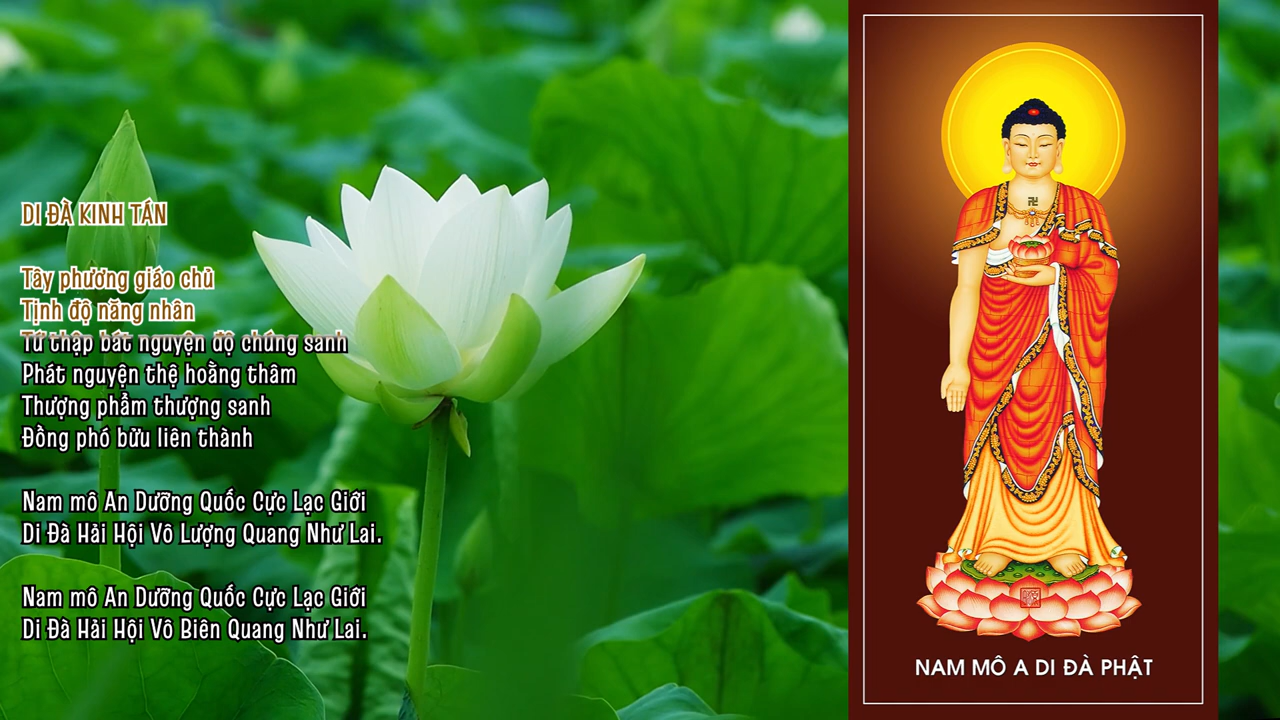 DI ĐÀ KINH TÁN
Tây phương giáo chủ
Tịnh độ năng nhân
Tứ thập bát nguyện độ chúng sanh
Phát nguyện thệ hoằng thâm
Thượng phẩm thượng sanh
Đồng phó bửu liên thành
Nam mô An Dưỡng Quốc Cực Lạc Giới
Di Đà Hải Hội Vô Lượng Quang Như Lai.
Nam mô An Dưỡng Quốc Cực Lạc Giới
Di Đà Hải Hội Vô Biên Quang Như Lai.
卍
NAM MÔ A DI ĐÀ PHẬT